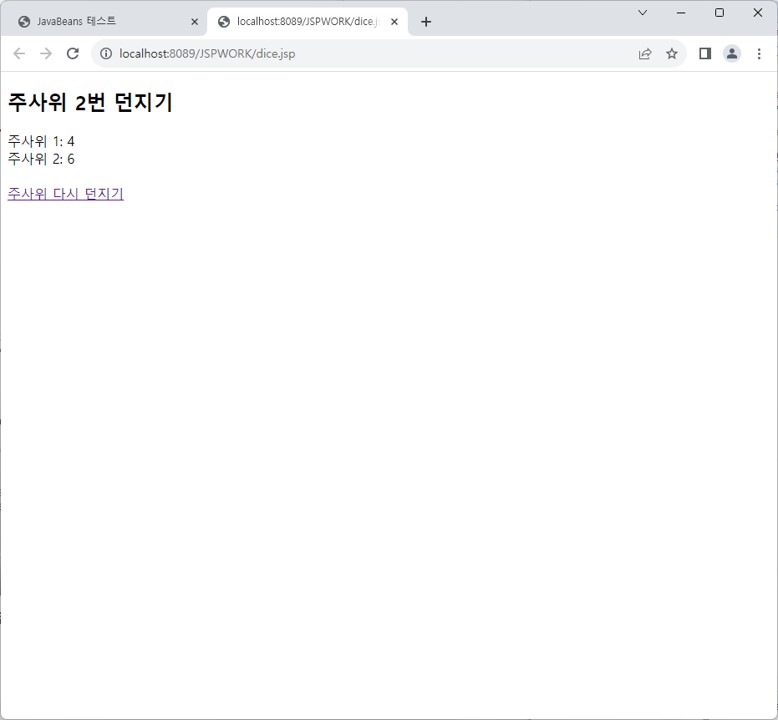 JavaBeans 테스트
localhost:8089/JSPWORK/dice.j
localhost:8089/JSPWORK/dice.jsp
주사위 2번 던지기
주사위 1: 4
주사위 2: 6
주사위 다시 던지기